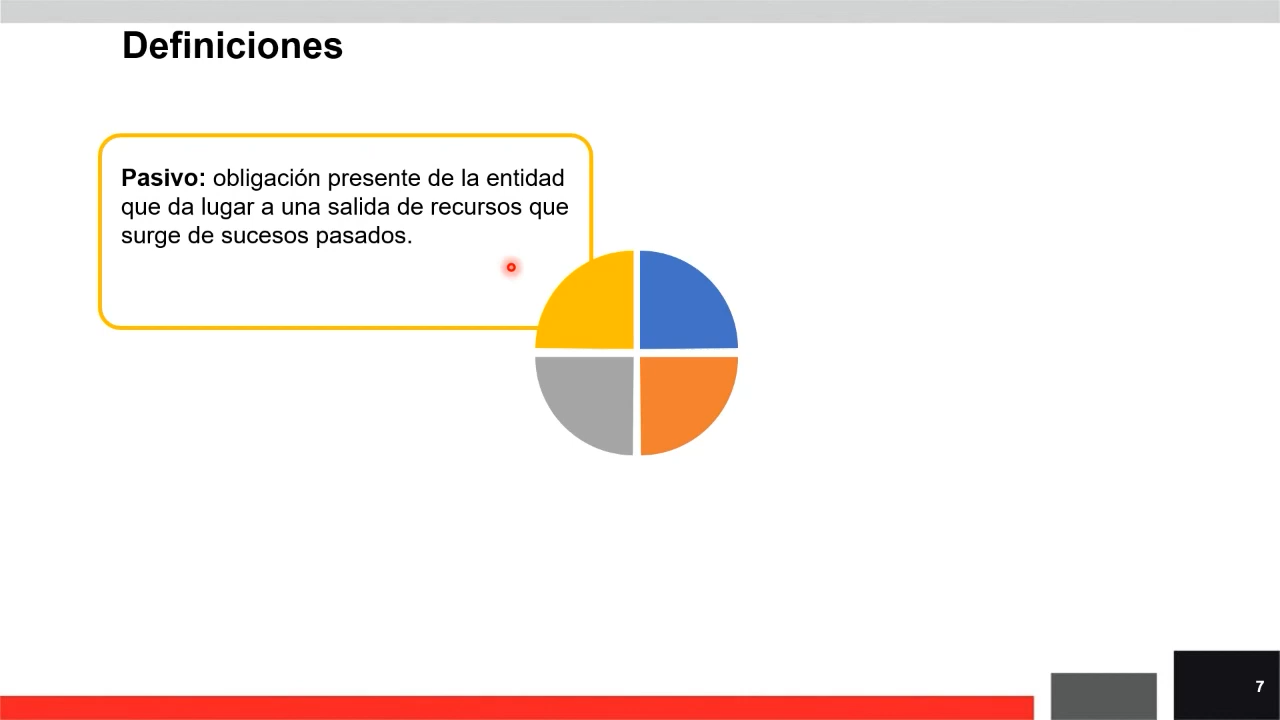 Definiciones
Pasivo: obligación presente de la entidad
que da lugar a una salida de recursos que
surge de sucesos pasados.
7